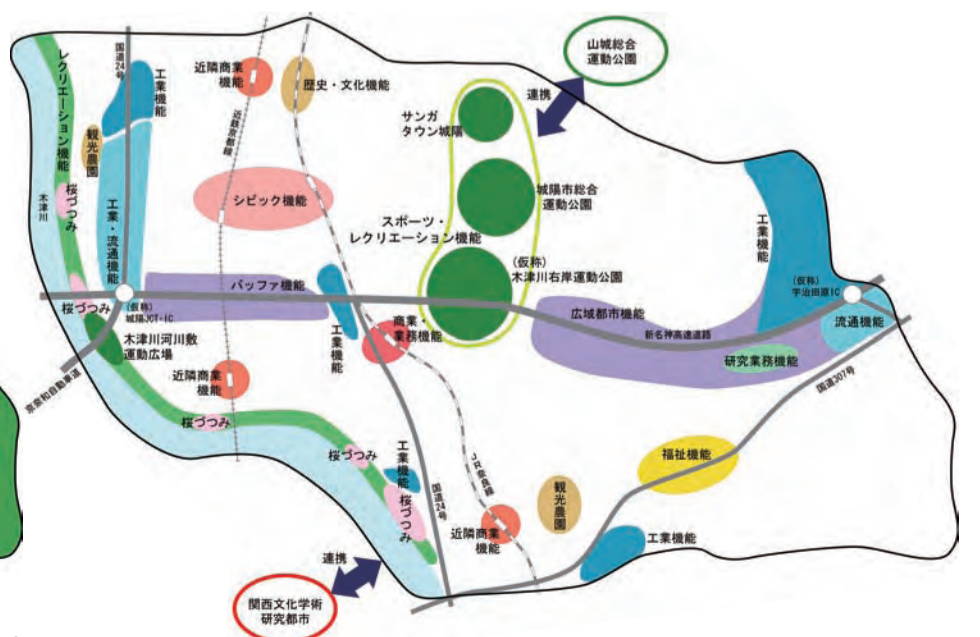 山城総合
運動公園
連携
国道24号
工業機能
レクリエーション機能
近隣商業
機能
歴史・文化機能
近鉄京都線
サンガ
タウン城陽
観光農園
桜づつみ
木津川
シビック機能
城陽市総合
運動公園
スポーツ・
レクリエーション機能
工業・流通機能
工業機能
(仮称)
木津川右岸運動公園
バッファ機能
(仮称)
宇治田原IC
桜づつみ
(仮称)
城陽JCT・IC
広域都市機能
流通機能
新名神高速道路
商業・
業務機能
工業機能
木津川河川敷
運動広場
研究業務機能
近隣商業
機能
国道307号
京奈和自動車道
桜づつみ
桜づつみ
工業機能
JR奈良線
福祉機能
国道24号
桜づつみ
観光農園
近隣商業
機能
工業機能
連携
関西文化学術
研究都市